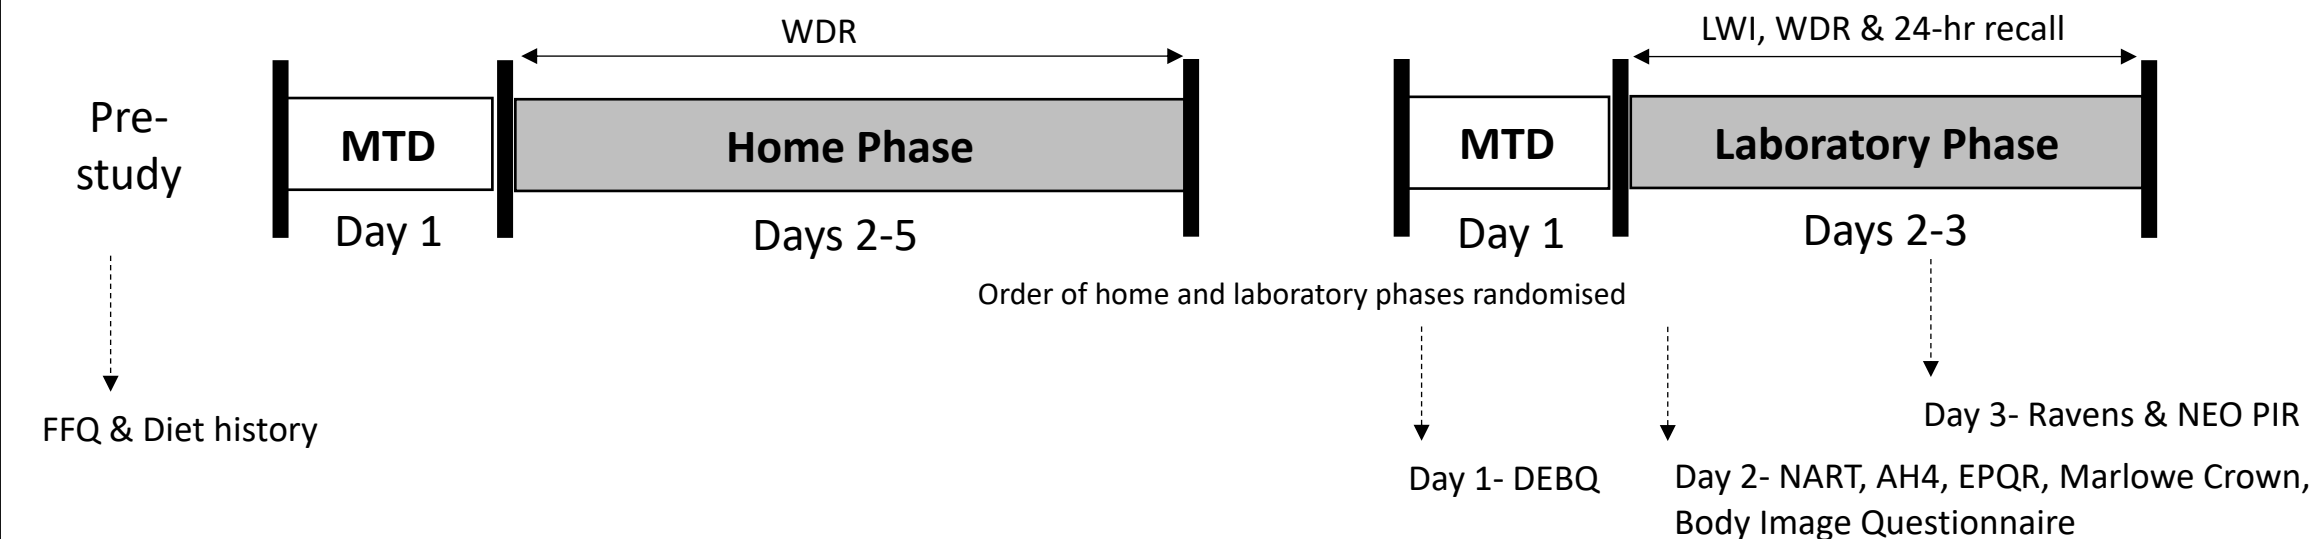 WDR
LWI, WDR & 24-hr recall
Pre-
study
MTD
Home Phase
MTD
Laboratory Phase
Day 1
Days 2-5
Day 1
Days 2-3
Order of home and laboratory phases randomised
FFQ & Diet history
Day 3- Ravens & NEO PIR
Day 1- DEBQ
Day 2- NART, AH4, EPQR, Marlowe Crown,
Body Image Questionnaire